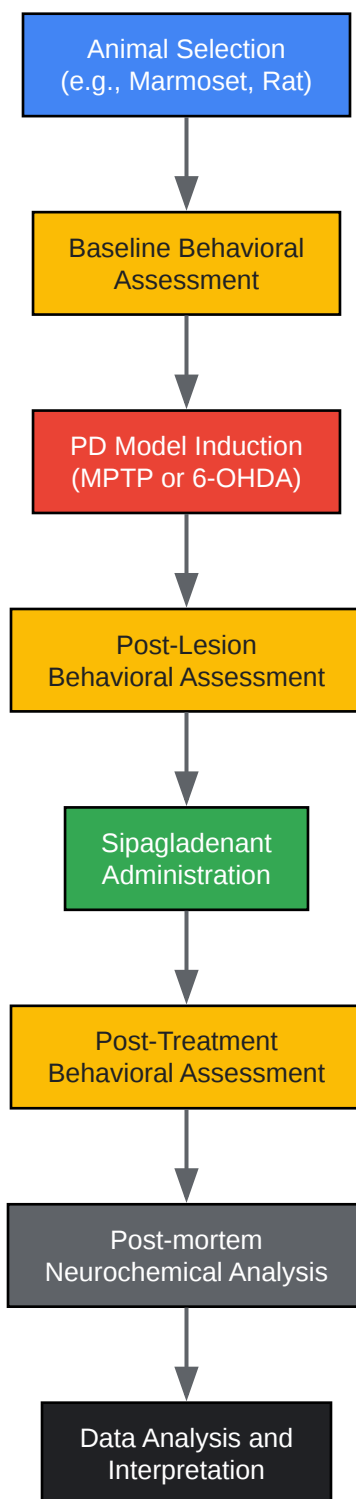 Animal Selection
(e.g., Marmoset, Rat)
Baseline Behavioral
Assessment
PD Model Induction
(MPTP or 6-OHDA)
Post-Lesion
Behavioral Assessment
Sipagladenant
Administration
Post-Treatment
Behavioral Assessment
Post-mortem
Neurochemical Analysis
Data Analysis and
Interpretation